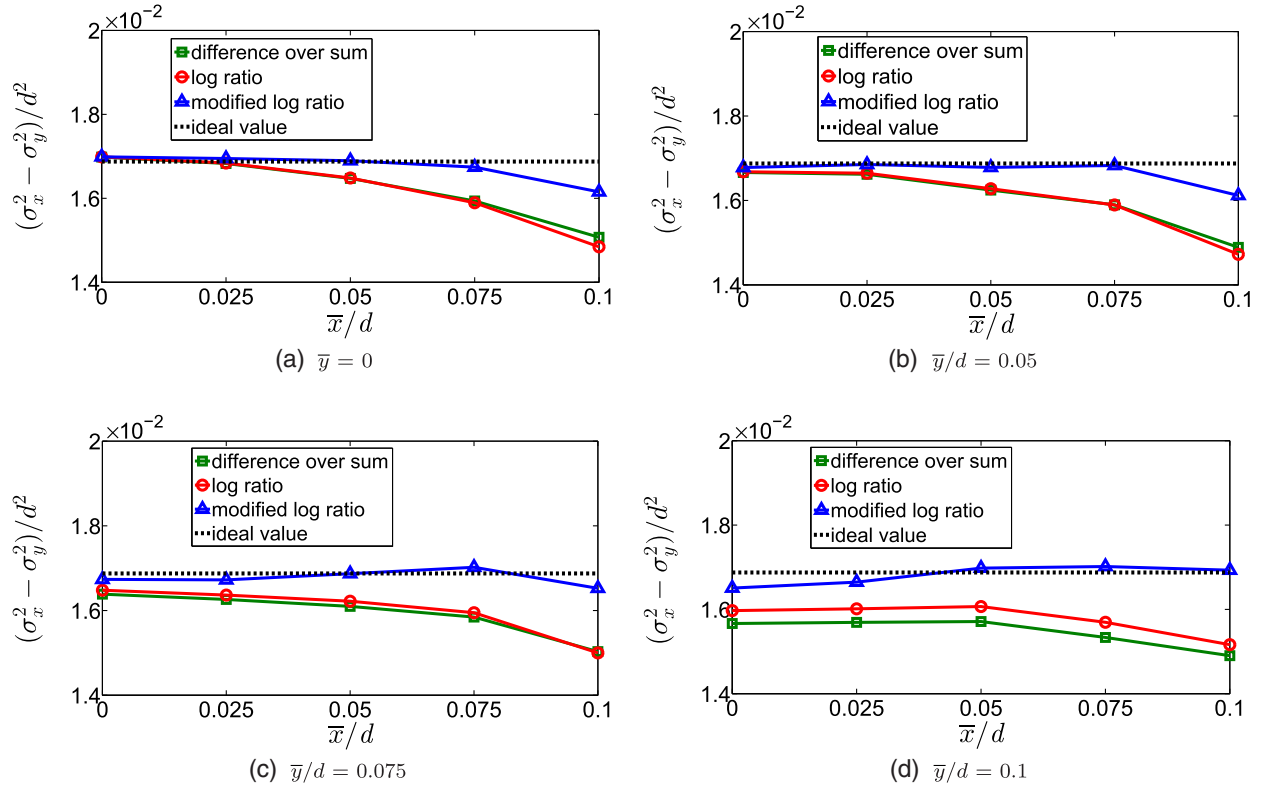 2 ×10⁻²
difference over sum
log ratio
modified log ratio
ideal value
1.8
1.6
1.4
(σ²ₓ − σ²ᵧ)/d²
0 0.025 0.05 0.075 0.1
x̅/d
(a) y̅ = 0
2 ×10⁻²
difference over sum
log ratio
modified log ratio
ideal value
1.8
1.6
1.4
(σ²ₓ − σ²ᵧ)/d²
0 0.025 0.05 0.075 0.1
x̅/d
(b) y̅/d = 0.05
2 ×10⁻²
difference over sum
log ratio
modified log ratio
ideal value
1.8
1.6
1.4
(σ²ₓ − σ²ᵧ)/d²
0 0.025 0.05 0.075 0.1
x̅/d
(c) y̅/d = 0.075
2 ×10⁻²
difference over sum
log ratio
modified log ratio
ideal value
1.8
1.6
1.4
(σ²ₓ − σ²ᵧ)/d²
0 0.025 0.05 0.075 0.1
x̅/d
(d) y̅/d = 0.1